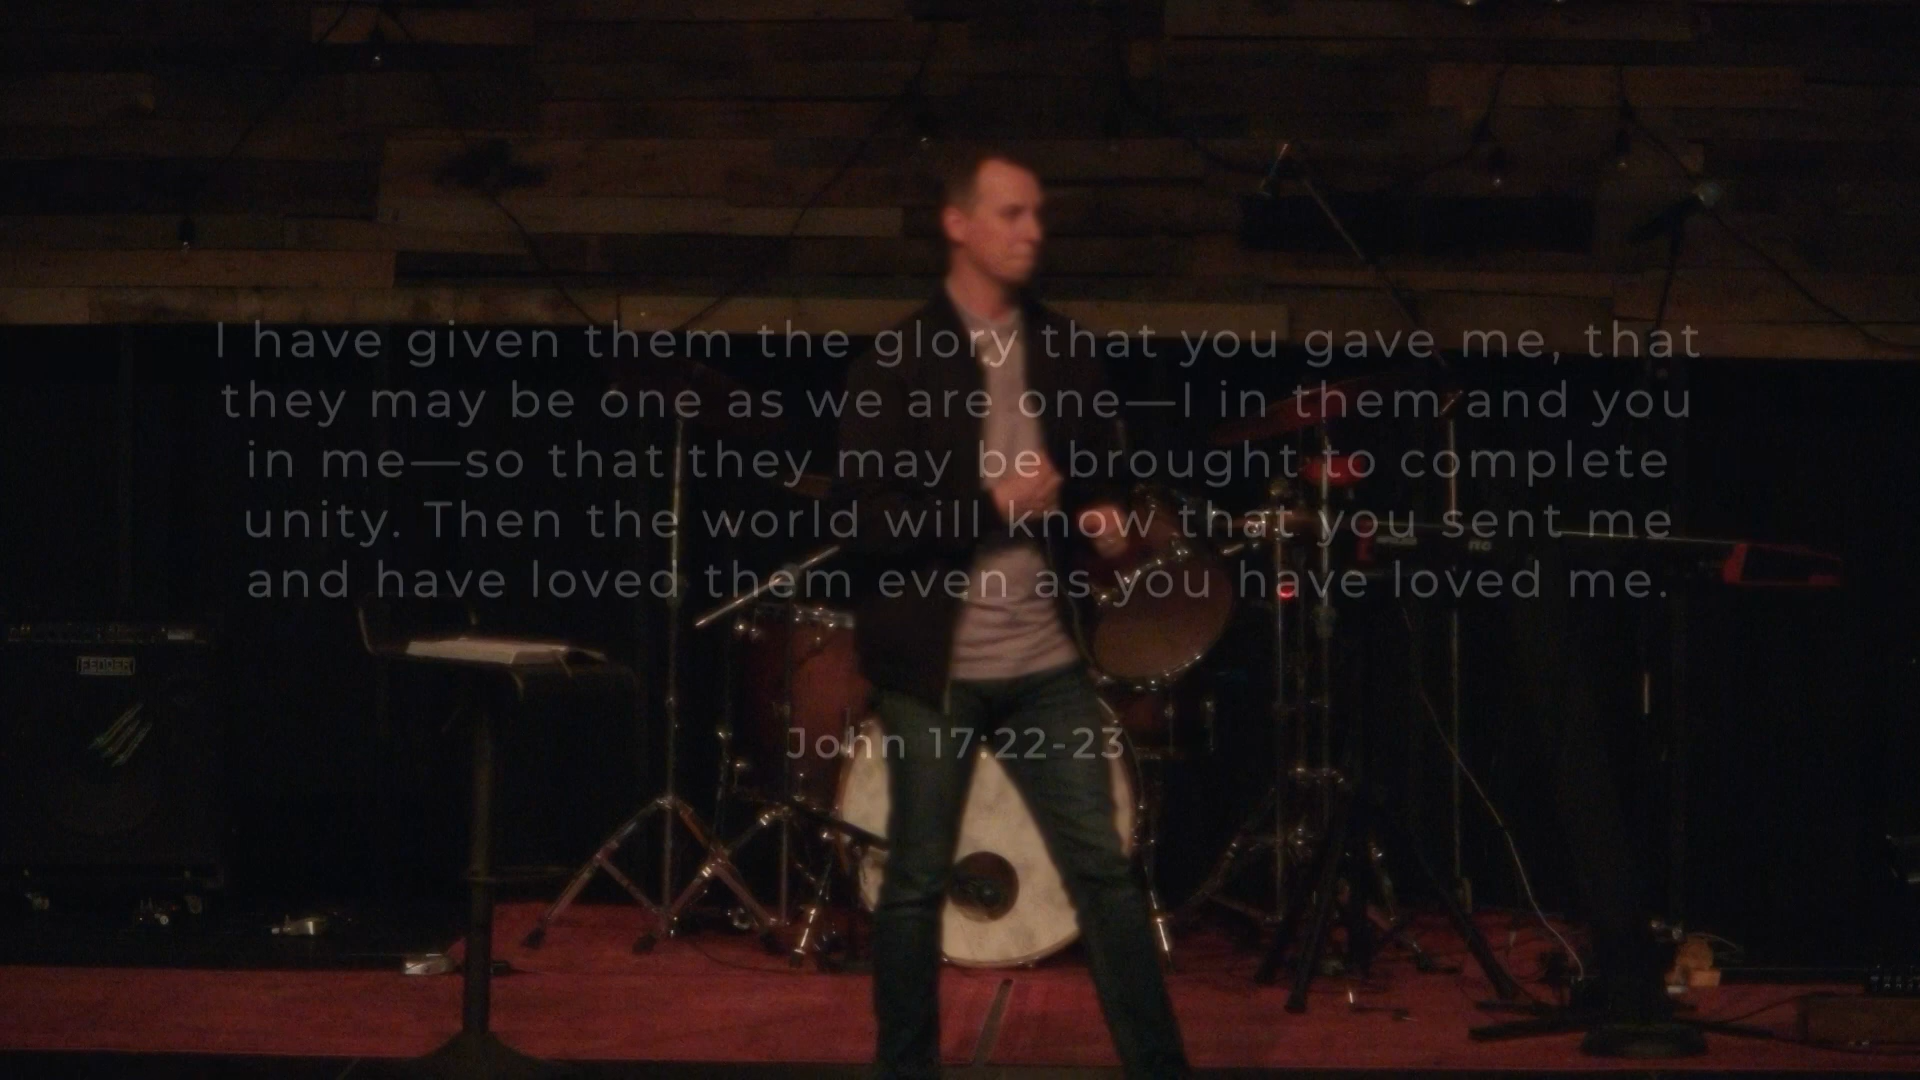 I have given them the glory that you gave me, that
they may be one as we are one—I in them and you
in me—so that they may be brought to complete
unity. Then the world will know that you sent me
and have loved them even as you have loved me.
John 17:22-23
FENDER